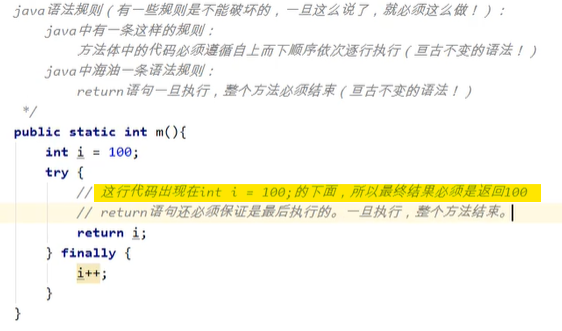 java语法规则（有一些规则是不能破坏的，一旦这么说了，就必须这么做！）：
java中有一条这样的规则：
方法体中的代码必须遵循自上而下顺序依次逐行执行（亘古不变的语法！）
java中海油一条语法规则：
return语句一旦执行，整个方法必须结束（亘古不变的语法！）
*/
public static int m(){
int i = 100;
try {
// 这行代码出现在int i = 100;的下面，所以最终结果必须是返回100
// return语句还必须保证是最后执行的。一旦执行，整个方法结束。
return i;
} finally {
i++;
}
}